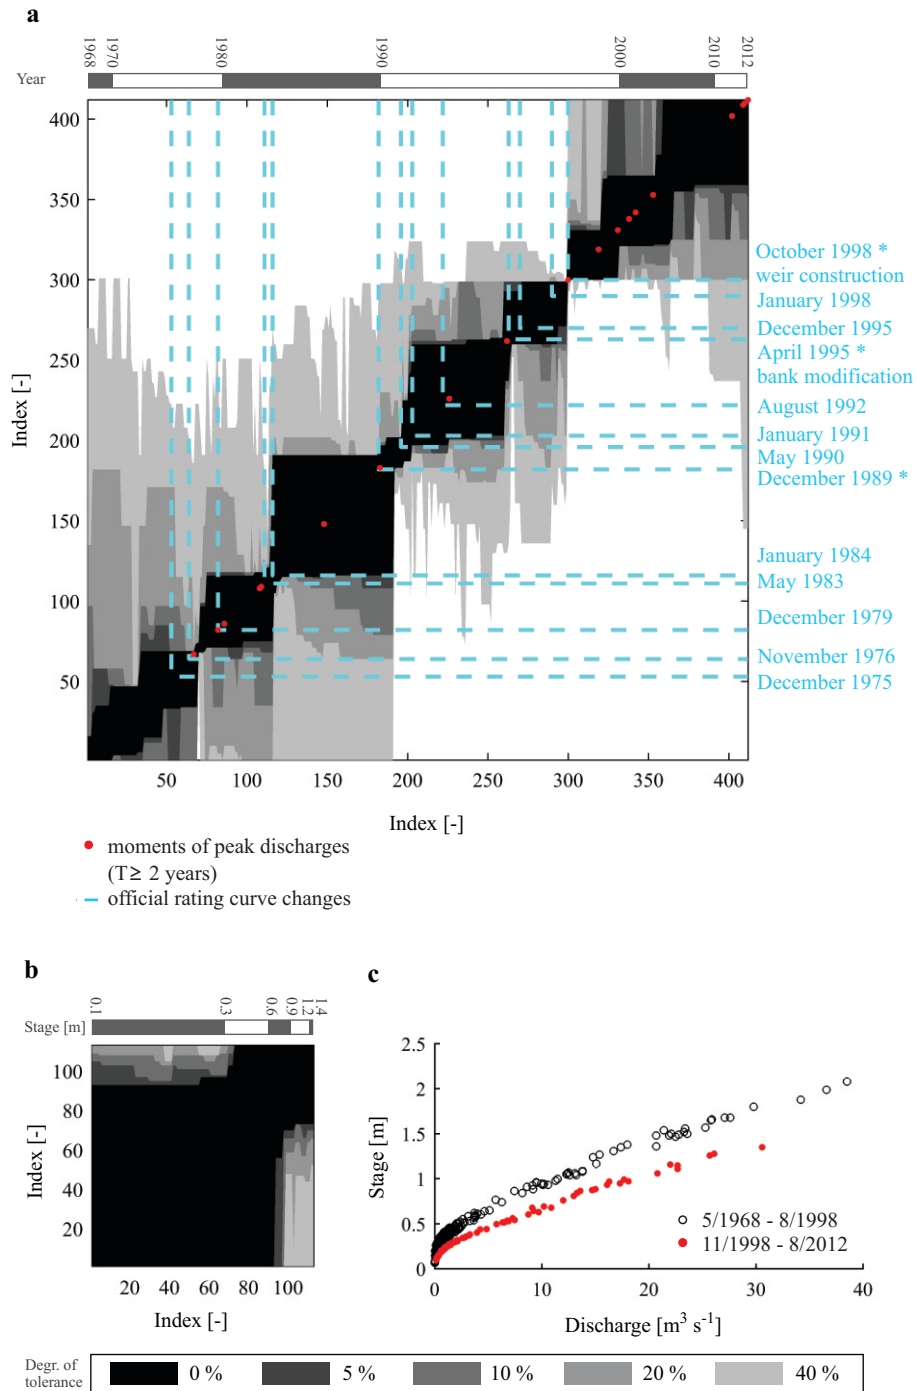 a
Year
1968
1970
1980
1990
2000
2010
2012
Index [-]
400
350
300
250
200
150
100
50
October 1998 *
weir construction
January 1998
December 1995
April 1995 *
bank modification
August 1992
January 1991
May 1990
December 1989 *
January 1984
May 1983
December 1979
November 1976
December 1975
50 100 150 200 250 300 350 400
Index [-]
moments of peak discharges
(T≥ 2 years)
official rating curve changes
b
Stage [m]
0.1
0.3
0.6
0.9
1.2
1.4
Index [-]
100
80
60
40
20
20 40 60 80 100
Index [-]
c
Stage [m]
2.5
2
1.5
1
0.5
0
5/1968 - 8/1998
11/1998 - 8/2012
0 10 20 30 40
Discharge [m³ s⁻¹]
Degr. of
tolerance
0 % 5 % 10 % 20 % 40 %